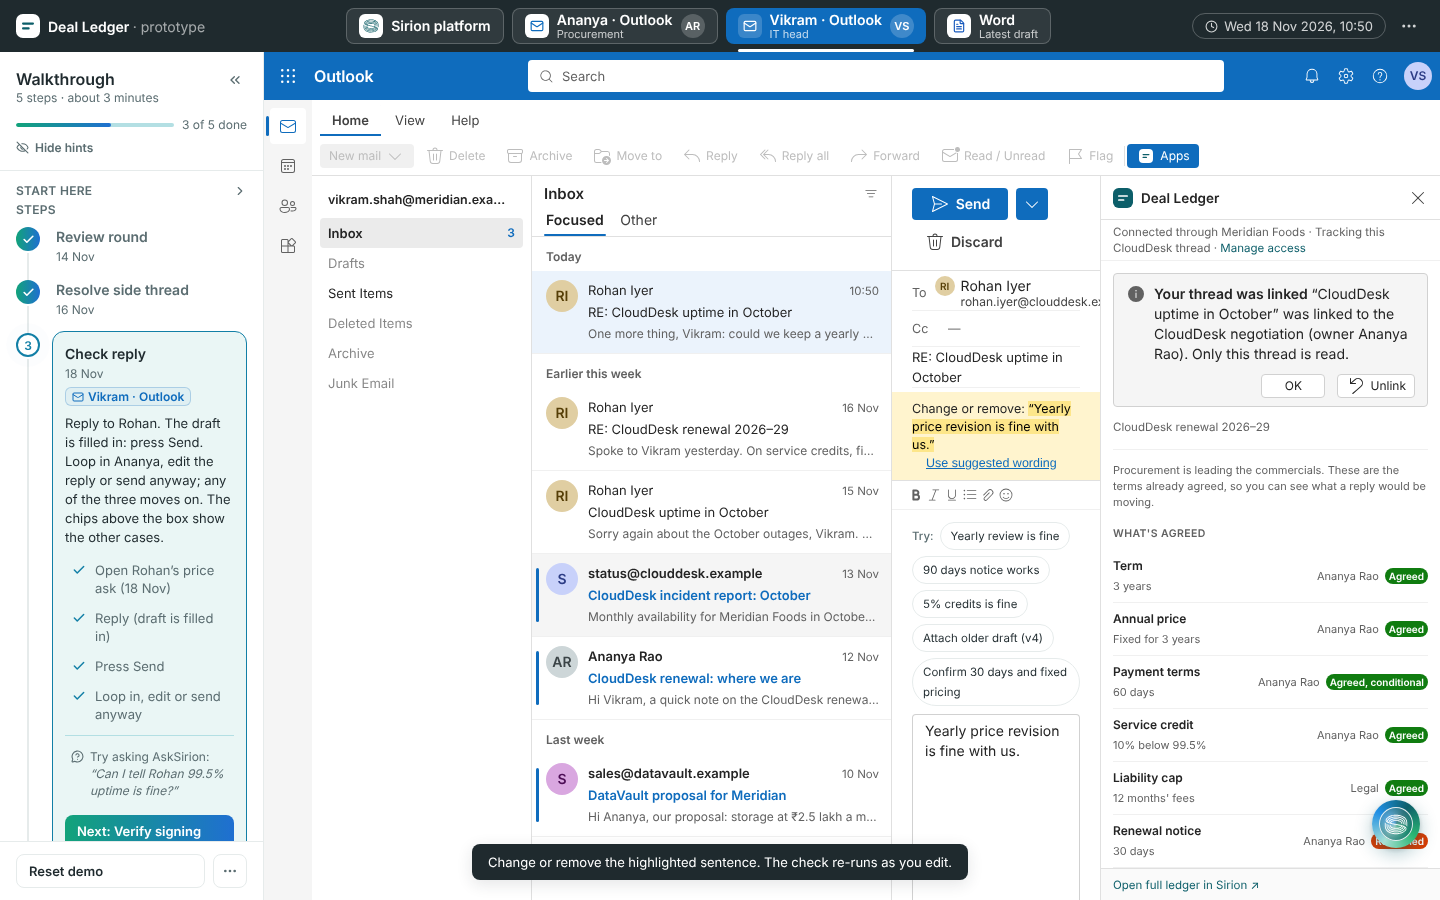 Deal Ledger · prototype
Sirion platform
Ananya · Outlook
Procurement
AR
Vikram · Outlook
IT head
VS
Word
Latest draft
Wed 18 Nov 2026, 10:50
Walkthrough
5 steps · about 3 minutes
3 of 5 done
Hide hints
START HERE
STEPS
Review round
14 Nov
Resolve side thread
16 Nov
3
Check reply
18 Nov
Vikram · Outlook
Reply to Rohan. The draft
is filled in: press Send.
Loop in Ananya, edit the
reply or send anyway; any
of the three moves on. The
chips above the box show
the other cases.
Open Rohan's price
ask (18 Nov)
Reply (draft is filled
in)
Press Send
Loop in, edit or send
anyway
Try asking AskSirion:
“Can I tell Rohan 99.5%
uptime is fine?”
Next: Verify signing
Reset demo
Outlook
Search
VS
Home
View
Help
New mail
Delete
Archive
Move to
Reply
Reply all
Forward
Read / Unread
Flag
Apps
vikram.shah@meridian.exa...
Inbox
3
Drafts
Sent Items
Deleted Items
Archive
Junk Email
Inbox
Focused
Other
Today
RI
Rohan Iyer
10:50
RE: CloudDesk uptime in October
One more thing, Vikram: could we keep a yearly ...
Earlier this week
RI
Rohan Iyer
16 Nov
RE: CloudDesk renewal 2026–29
Spoke to Vikram yesterday. On service credits, fi...
RI
Rohan Iyer
15 Nov
CloudDesk uptime in October
Sorry again about the October outages, Vikram. ...
S
status@clouddesk.example
13 Nov
CloudDesk incident report: October
Monthly availability for Meridian Foods in Octobe...
AR
Ananya Rao
12 Nov
CloudDesk renewal: where we are
Hi Vikram, a quick note on the CloudDesk renewa...
Last week
S
sales@datavault.example
10 Nov
DataVault proposal for Meridian
Hi Ananya, our proposal: storage at ₹2.5 lakh a m...
Send
Discard
To
RI
Rohan Iyer
rohan.iyer@clouddesk.ex
Cc
—
RE: CloudDesk uptime in
October
Change or remove: “Yearly
price revision is fine with
us.”
Use suggested wording
B I U
Try:
Yearly review is fine
90 days notice works
5% credits is fine
Attach older draft (v4)
Confirm 30 days and fixed
pricing
Yearly price revision
is fine with us.
Deal Ledger
Connected through Meridian Foods · Tracking this
CloudDesk thread · Manage access
Your thread was linked “CloudDesk
uptime in October” was linked to the
CloudDesk negotiation (owner Ananya
Rao). Only this thread is read.
OK
Unlink
CloudDesk renewal 2026–29
Procurement is leading the commercials. These are the
terms already agreed, so you can see what a reply would be
moving.
WHAT'S AGREED
Term
3 years
Ananya Rao
Agreed
Annual price
Fixed for 3 years
Ananya Rao
Agreed
Payment terms
60 days
Ananya Rao
Agreed, conditional
Service credit
10% below 99.5%
Ananya Rao
Agreed
Liability cap
12 months' fees
Legal
Agreed
Renewal notice
30 days
Ananya Rao
Open full ledger in Sirion ↗
Change or remove the highlighted sentence. The check re-runs as you edit.